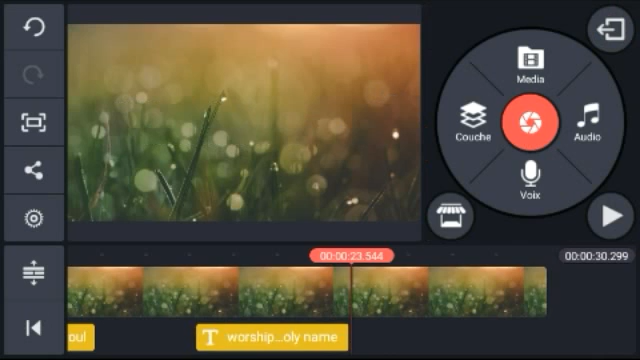 Media
Couche
Audio
Voix
00:00:23.544
00:00:30.299
oul
T worship...oly name